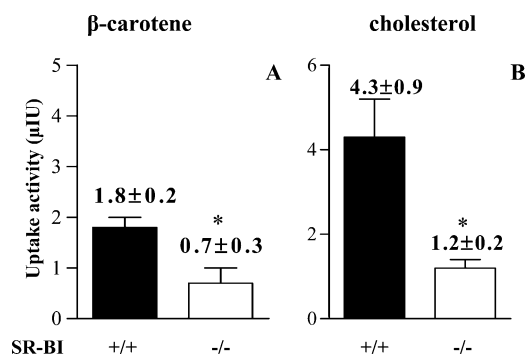 β-carotene
cholesterol
A
B
Uptake activity (µIU)
5
4
3
2
1
0
1.8±0.2
*
0.7±0.3
6
4
2
0
4.3±0.9
*
1.2±0.2
SR-BI +/+ -/- +/+ -/-